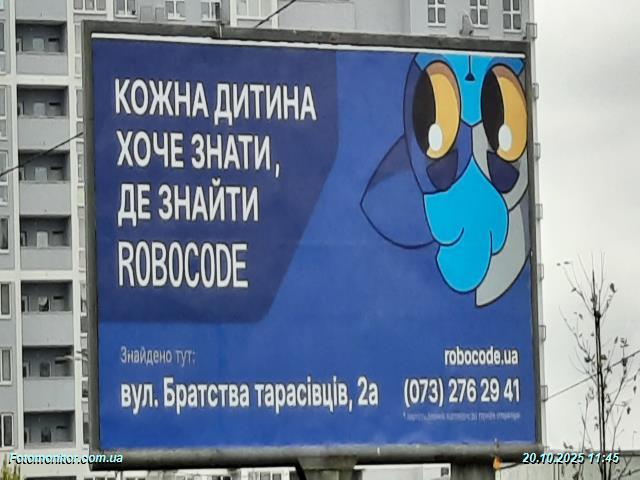 КОЖНА ДИТИНА
ХОЧЕ ЗНАТИ,
ДЕ ЗНАЙТИ
ROBOCODE
Знайдено тут:
вул. Братства тарасівців, 2а
robocode.ua
(073) 276 29 41
Fotomonitor.com.ua
20.10.2025 11:45